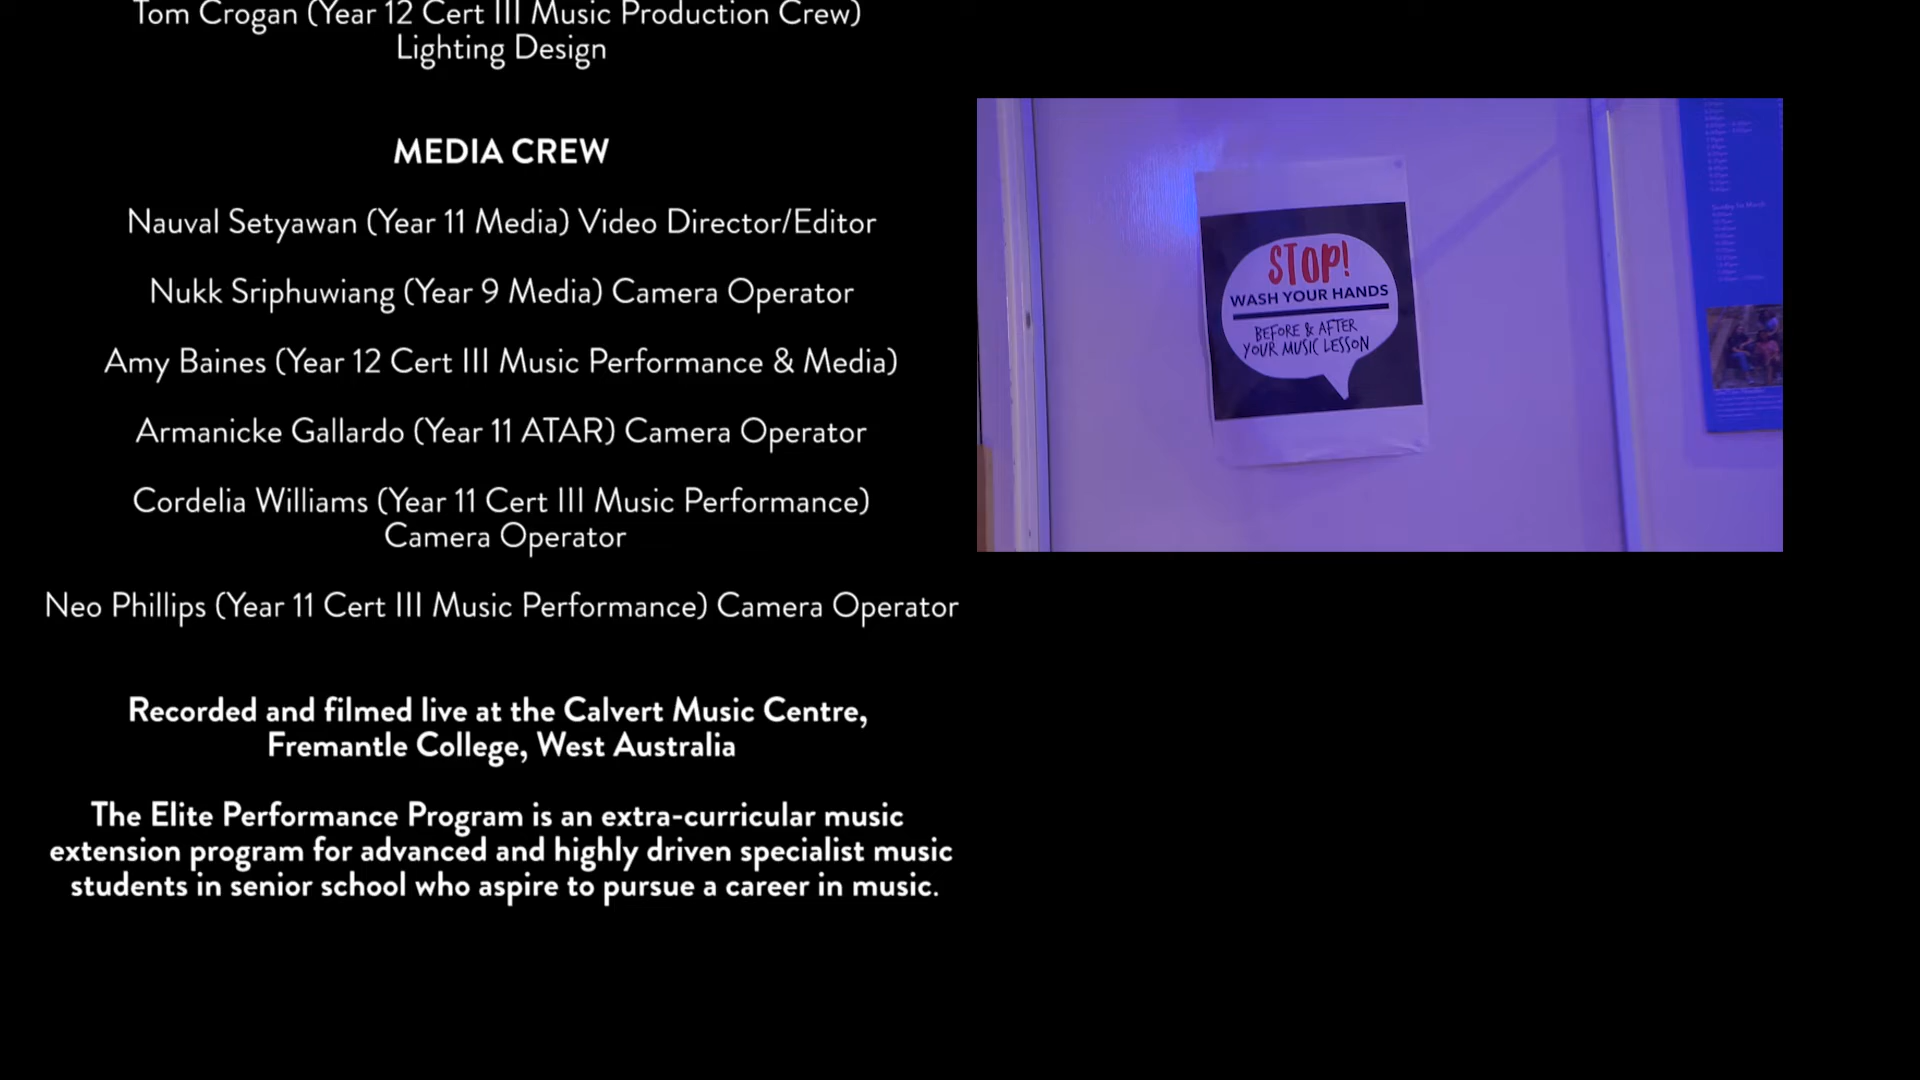 Tom Crogan (Year 12 Cert III Music Production Crew)
Lighting Design
MEDIA CREW
Nauval Setyawan (Year 11 Media) Video Director/Editor
Nukk Sriphuwiang (Year 9 Media) Camera Operator
Amy Baines (Year 12 Cert III Music Performance & Media)
Armanicke Gallardo (Year 11 ATAR) Camera Operator
Cordelia Williams (Year 11 Cert III Music Performance)
Camera Operator
Neo Phillips (Year 11 Cert III Music Performance) Camera Operator
Recorded and filmed live at the Calvert Music Centre,
Fremantle College, West Australia
The Elite Performance Program is an extra-curricular music
extension program for advanced and highly driven specialist music
students in senior school who aspire to pursue a career in music.
STOP!
WASH YOUR HANDS
BEFORE & AFTER
YOUR MUSIC LESSON